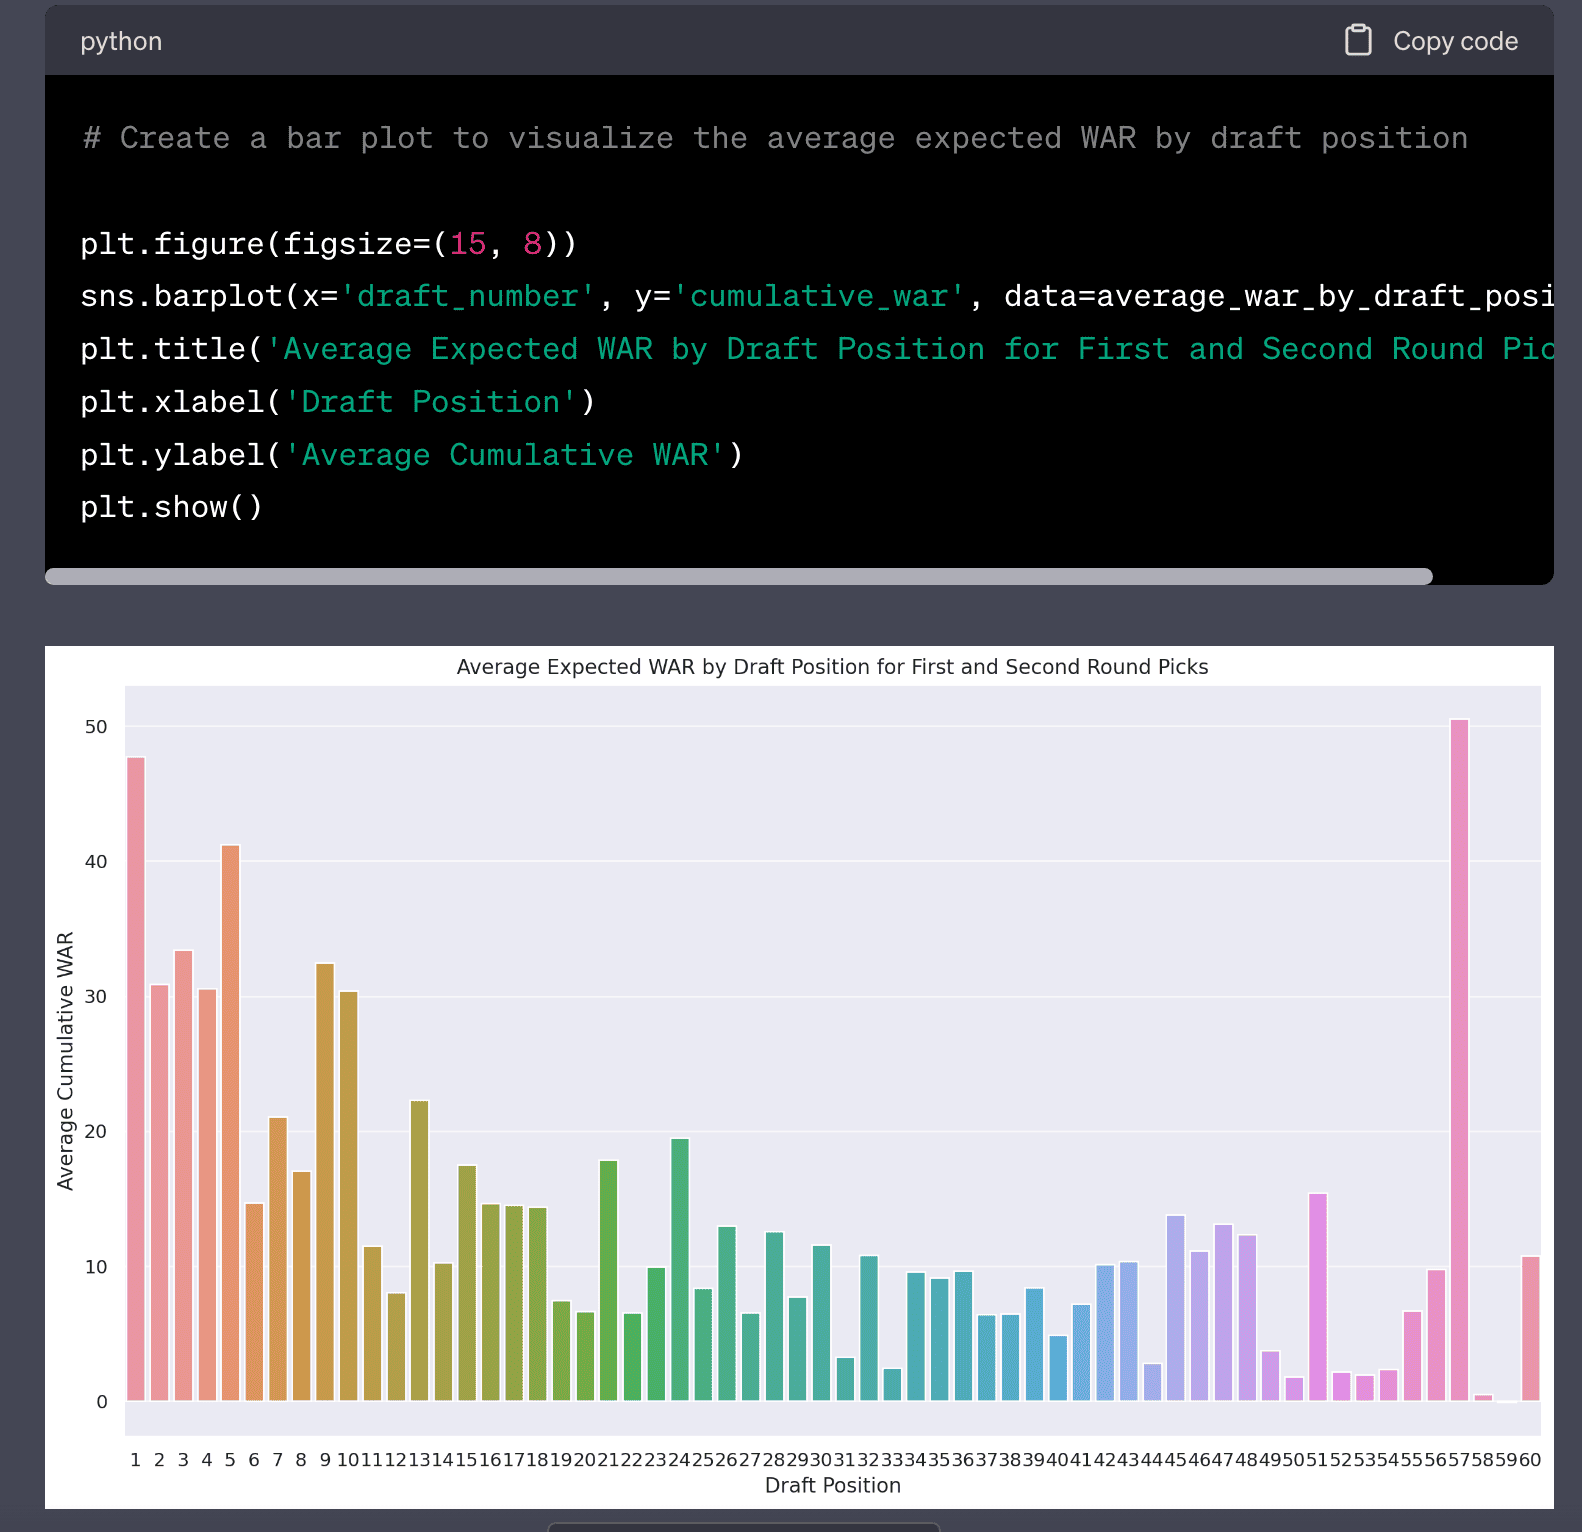 python
Copy code
# Create a bar plot to visualize the average expected WAR by draft position
plt.figure(figsize=(15, 8))
sns.barplot(x='draft_number', y='cumulative_war', data=average_war_by_draft_posi
plt.title('Average Expected WAR by Draft Position for First and Second Round Pic
plt.xlabel('Draft Position')
plt.ylabel('Average Cumulative WAR')
plt.show()
Average Expected WAR by Draft Position for First and Second Round Picks
Average Cumulative WAR
50
40
30
20
10
0
1 2 3 4 5 6 7 8 9 10 11 12 13 14 15 16 17 18 19 20 21 22 23 24 25 26 27 28 29 30 31 32 33 34 35 36 37 38 39 40 41 42 43 44 45 46 47 48 49 50 51 52 53 54 55 56 57 58 59 60
Draft Position